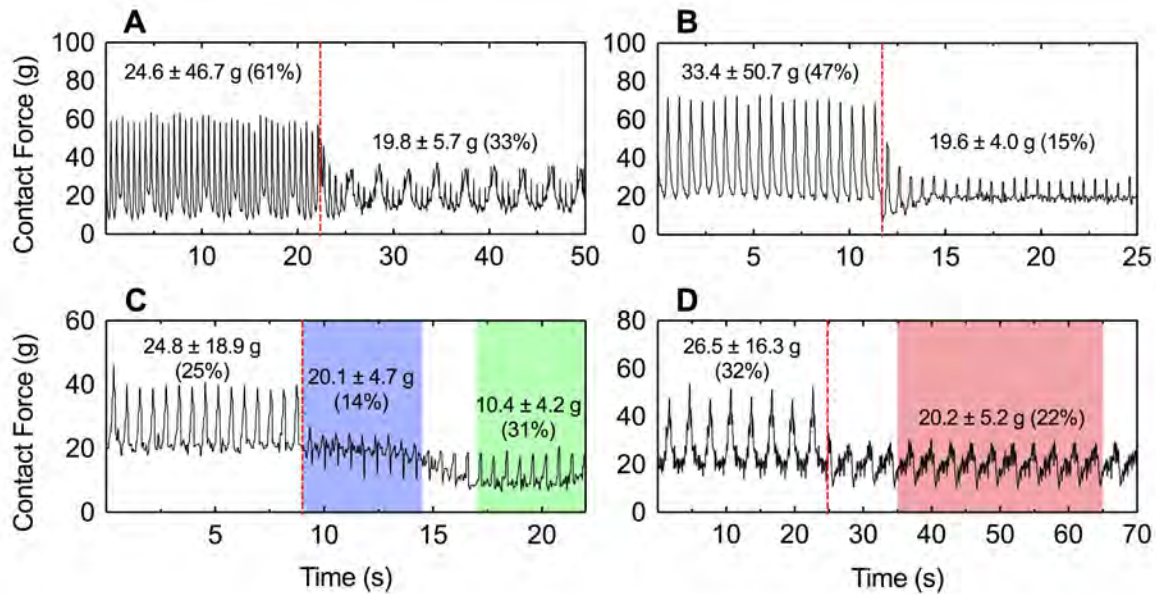 A
B
100
80
60
40
20
0
24.6 ± 46.7 g (61%)
19.8 ± 5.7 g (33%)
10 20 30 40 50
100
80
60
40
20
0
33.4 ± 50.7 g (47%)
19.6 ± 4.0 g (15%)
5 10 15 20 25
Contact Force (g)
C
D
60
40
20
0
24.8 ± 18.9 g
(25%)
20.1 ± 4.7 g
(14%)
10.4 ± 4.2 g
(31%)
5 10 15 20
80
60
40
20
0
26.5 ± 16.3 g
(32%)
20.2 ± 5.2 g (22%)
10 20 30 40 50 60 70
Contact Force (g)
Time (s)
Time (s)